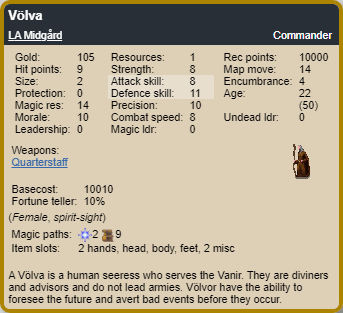 Völva
LA Midgård Commander
Gold: 105 Resources: 1 Rec points: 10000
Hit points: 9 Strength: 8 Map move: 14
Size: 2 Attack skill: 8 Encumbrance: 4
Protection: 0 Defence skill: 11 Age: 22
Magic res: 14 Precision: 10 (50)
Morale: 10 Combat speed: 8 Undead ldr: 0
Leadership: 0 Magic ldr: 0
Weapons:
Quarterstaff
Basecost: 10010
Fortune teller: 10%
(Female, spirit-sight)
Magic paths: 2 9
Item slots: 2 hands, head, body, feet, 2 misc
A Völva is a human seeress who serves the Vanir. They are diviners
and advisors and do not lead armies. Völvor have the ability to
foresee the future and avert bad events before they occur.